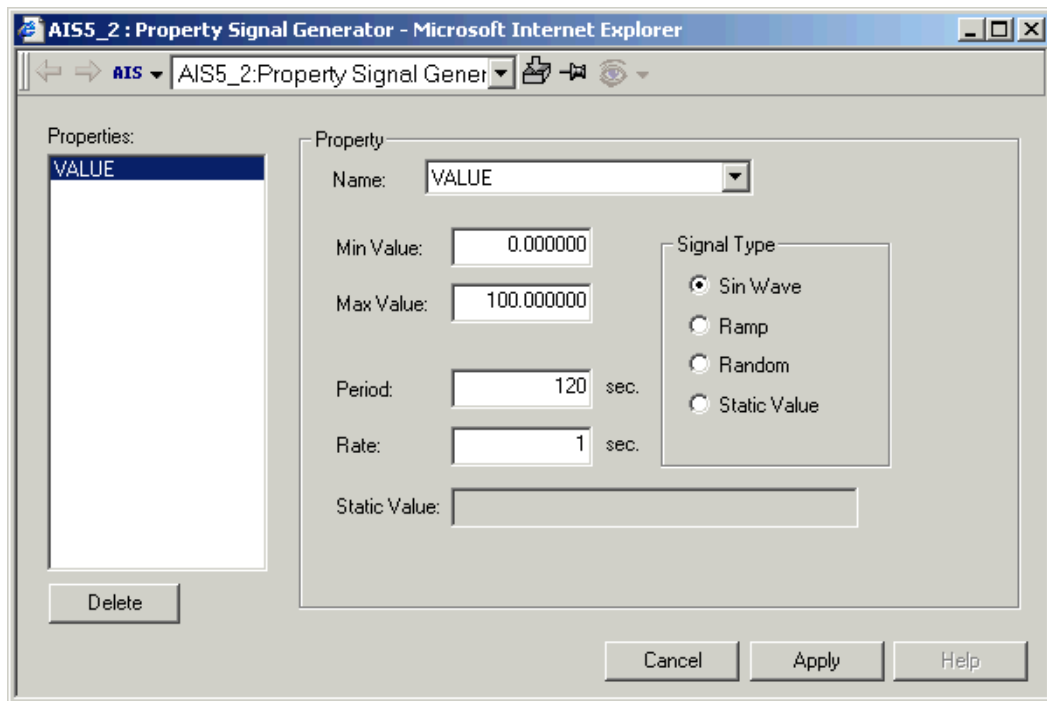 AIS5_2 : Property Signal Generator - Microsoft Internet Explorer
AIS AIS5_2:Property Signal Gener
Properties:
VALUE
Property
Name: VALUE
Min Value: 0.000000
Max Value: 100.000000
Signal Type
Sin Wave
Ramp
Random
Static Value
Period: 120 sec.
Rate: 1 sec.
Static Value:
Delete
Cancel Apply Help